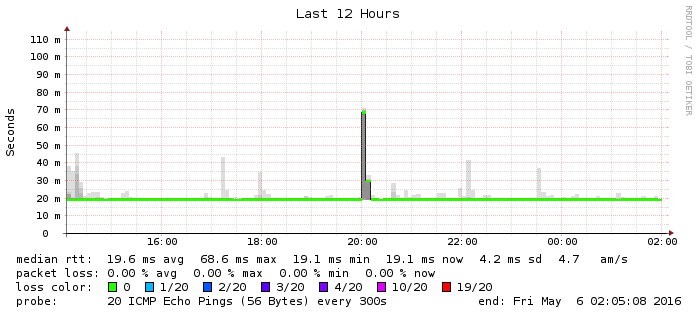 Last 12 Hours
RRDTOOL / TOBI OETIKER
Seconds
110 m
100 m
90 m
80 m
70 m
60 m
50 m
40 m
30 m
20 m
10 m
0
16:00 18:00 20:00 22:00 00:00 02:00
median rtt: 19.6 ms avg 68.6 ms max 19.1 ms min 19.1 ms now 4.2 ms sd 4.7 am/s
packet loss: 0.00 % avg 0.00 % max 0.00 % min 0.00 % now
loss color: 0 1/20 2/20 3/20 4/20 10/20 19/20
probe: 20 ICMP Echo Pings (56 Bytes) every 300s end: Fri May 6 02:05:08 2016